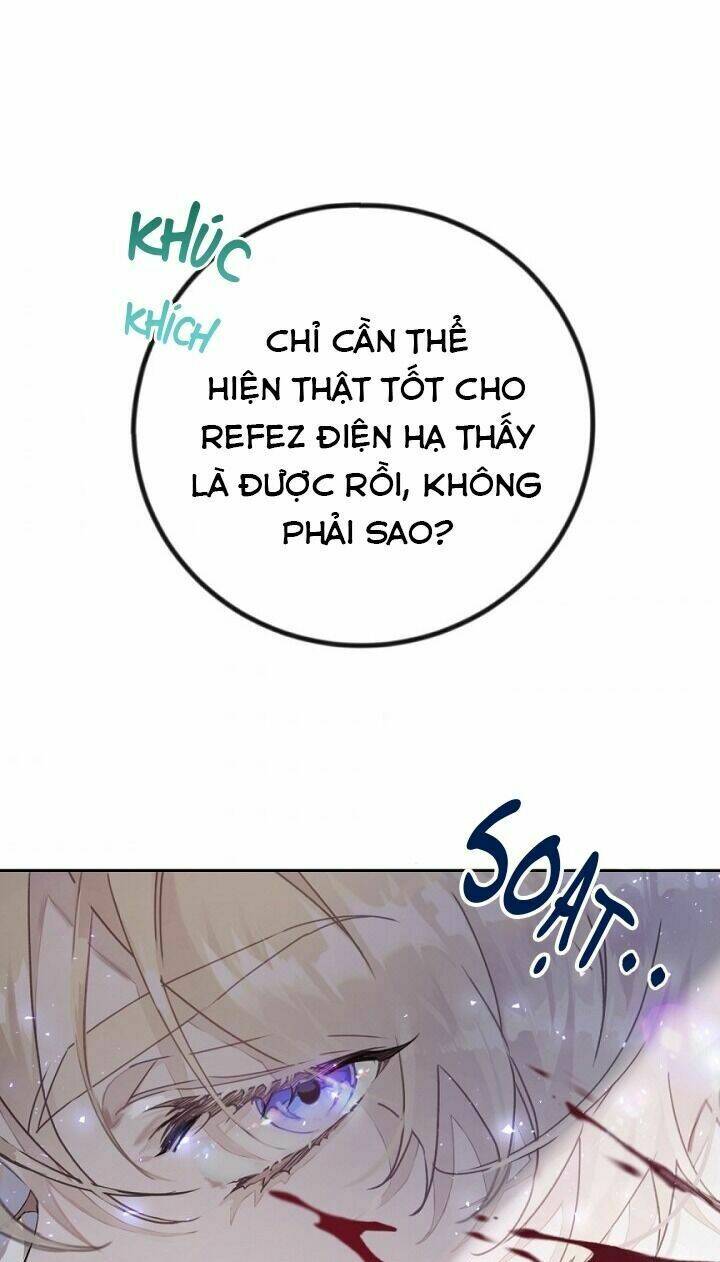 KHÚC
KHÍCH
CHỈ CẦN THỂ
HIỆN THẬT TỐT CHO
REFEZ ĐIỆN HẠ THẤY
LÀ ĐƯỢC RỒI, KHÔNG
PHẢI SAO?
SOẠT..